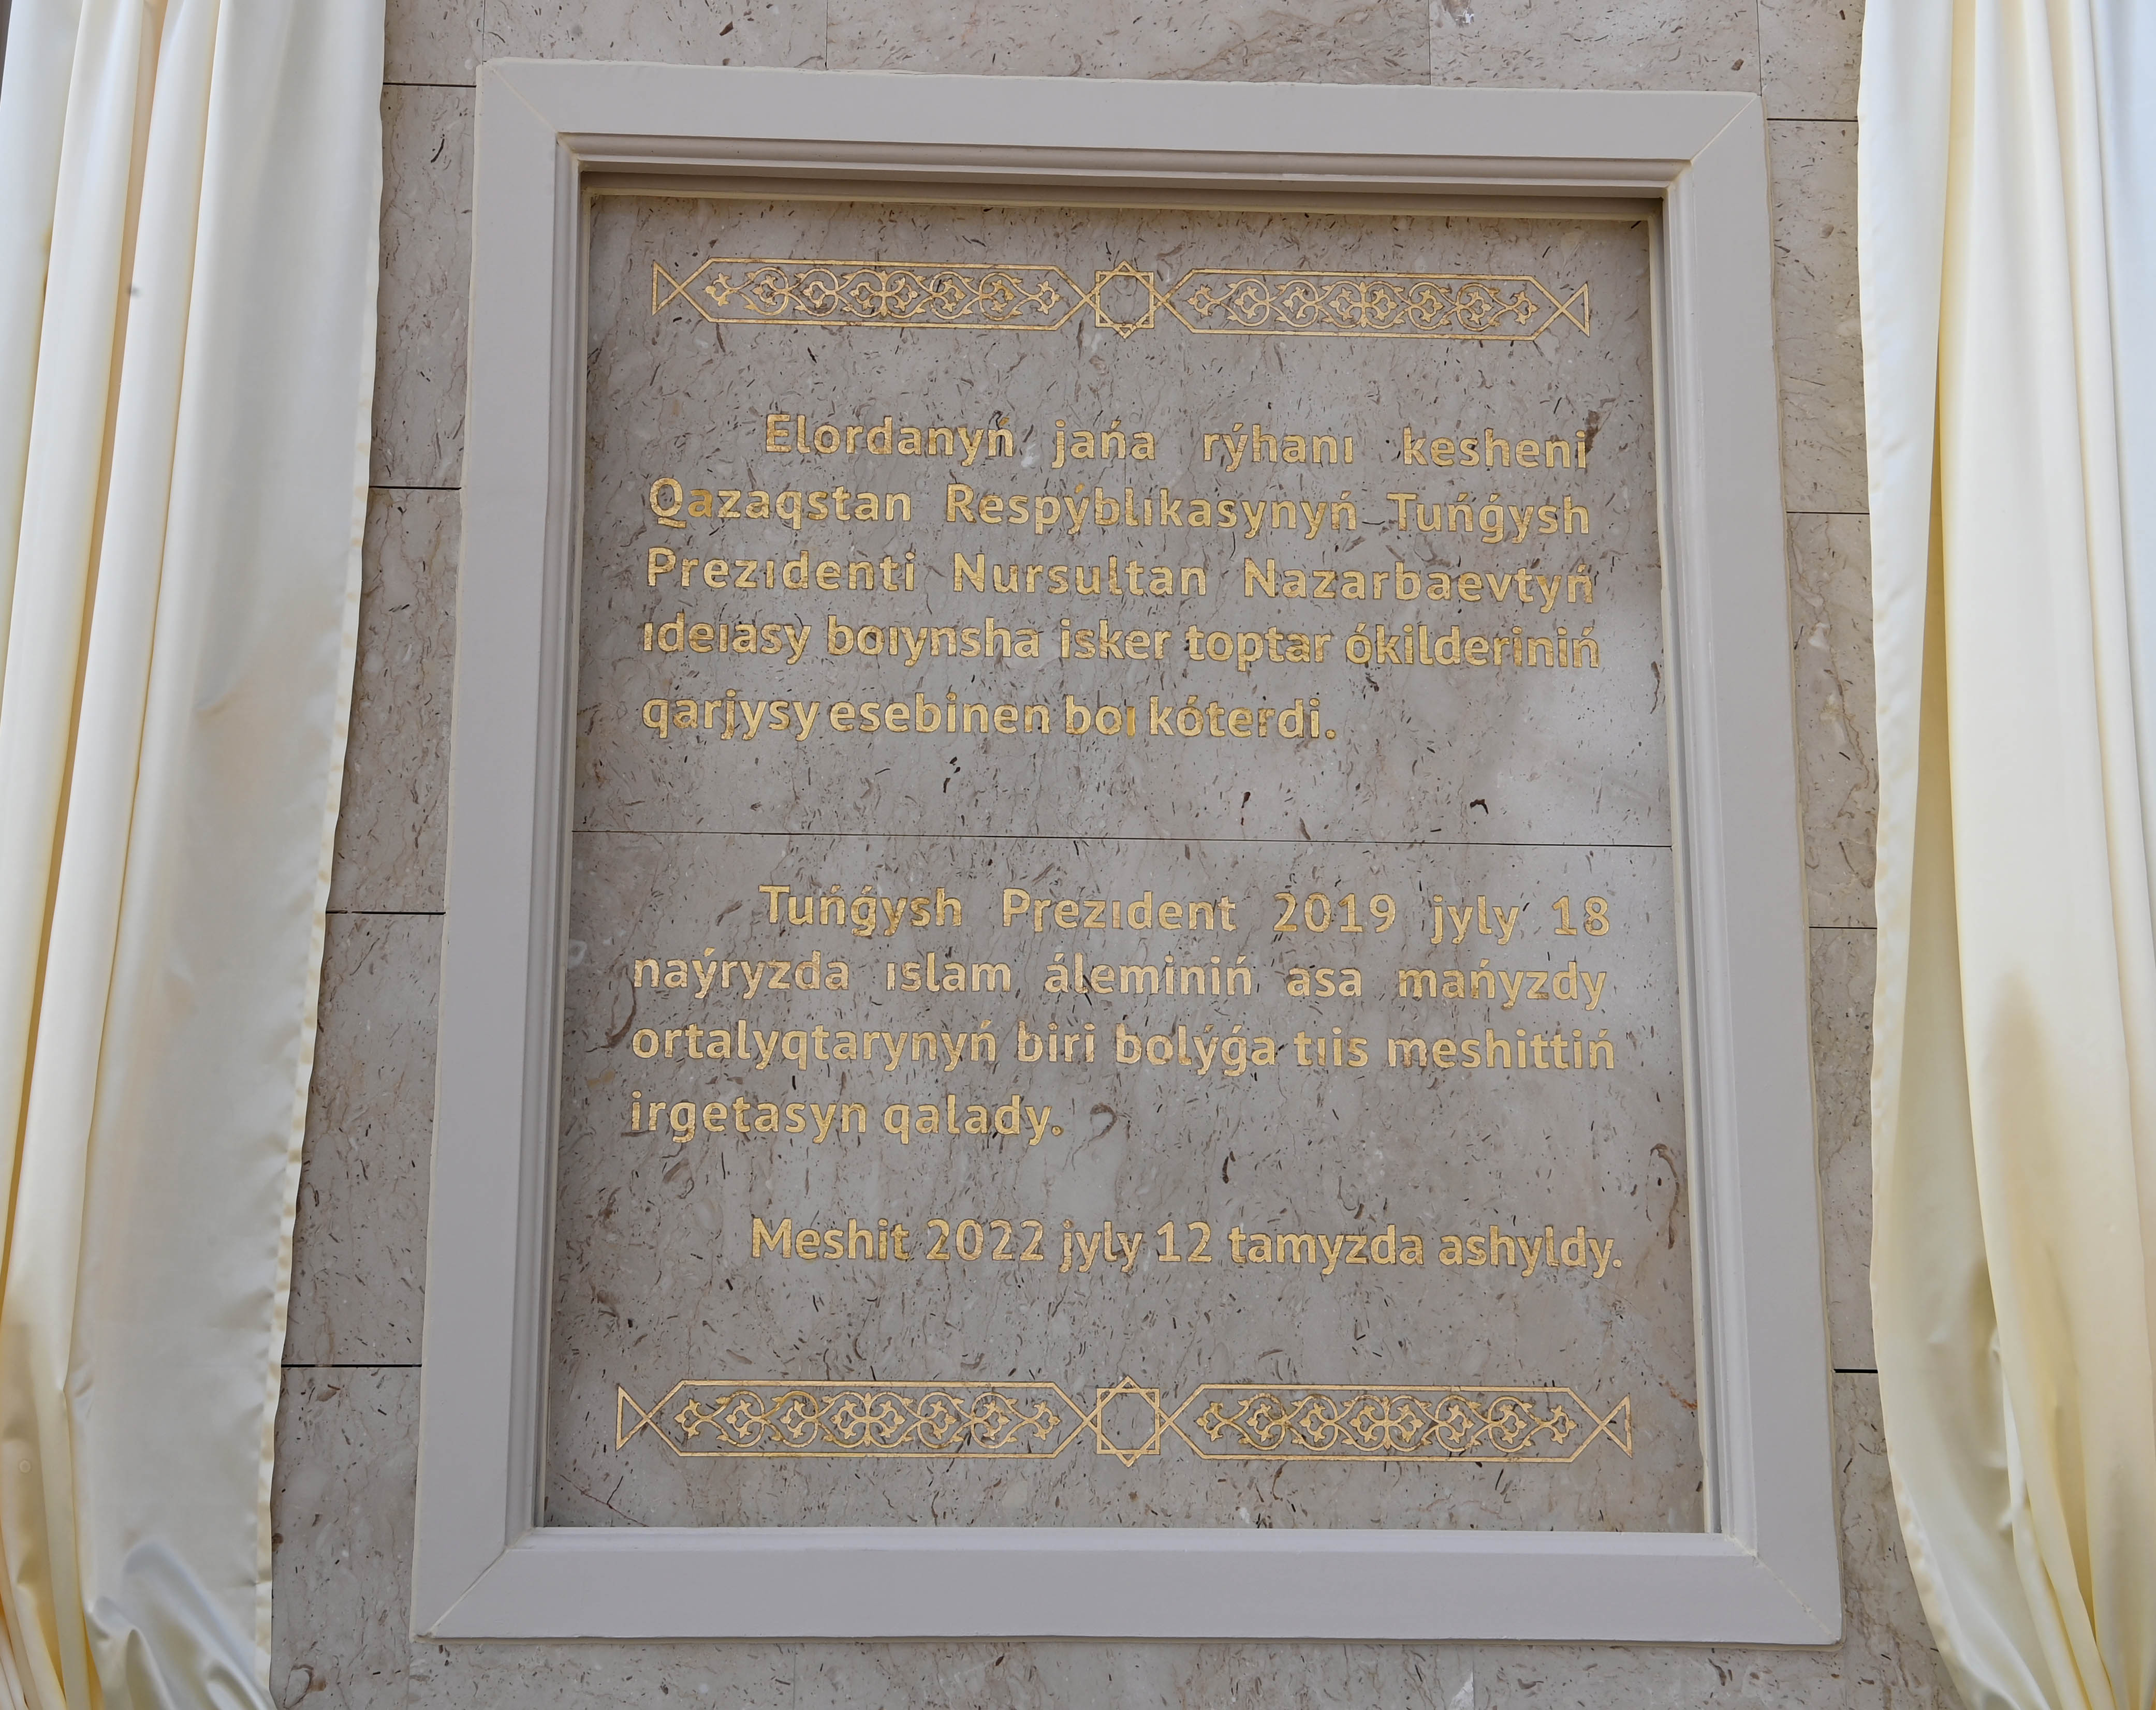 Elordanyń jańa rýhanı kesheni
Qazaqstan Respýblıkasynyń Tuńǵysh
Prezıdenti Nursultan Nazarbaevtyń
ıdeıasy boıynsha isker toptar ókilderiniń
qarjysy esebinen boı kóterdi.
Tuńǵysh Prezıdent 2019 jyly 18
naýryzda ıslam áleminiń asa mańyzdy
ortalyqtarynyń biri bolýǵa tıis meshittiń
irgetasyn qalady.
Meshit 2022 jyly 12 tamyzda ashyldy.